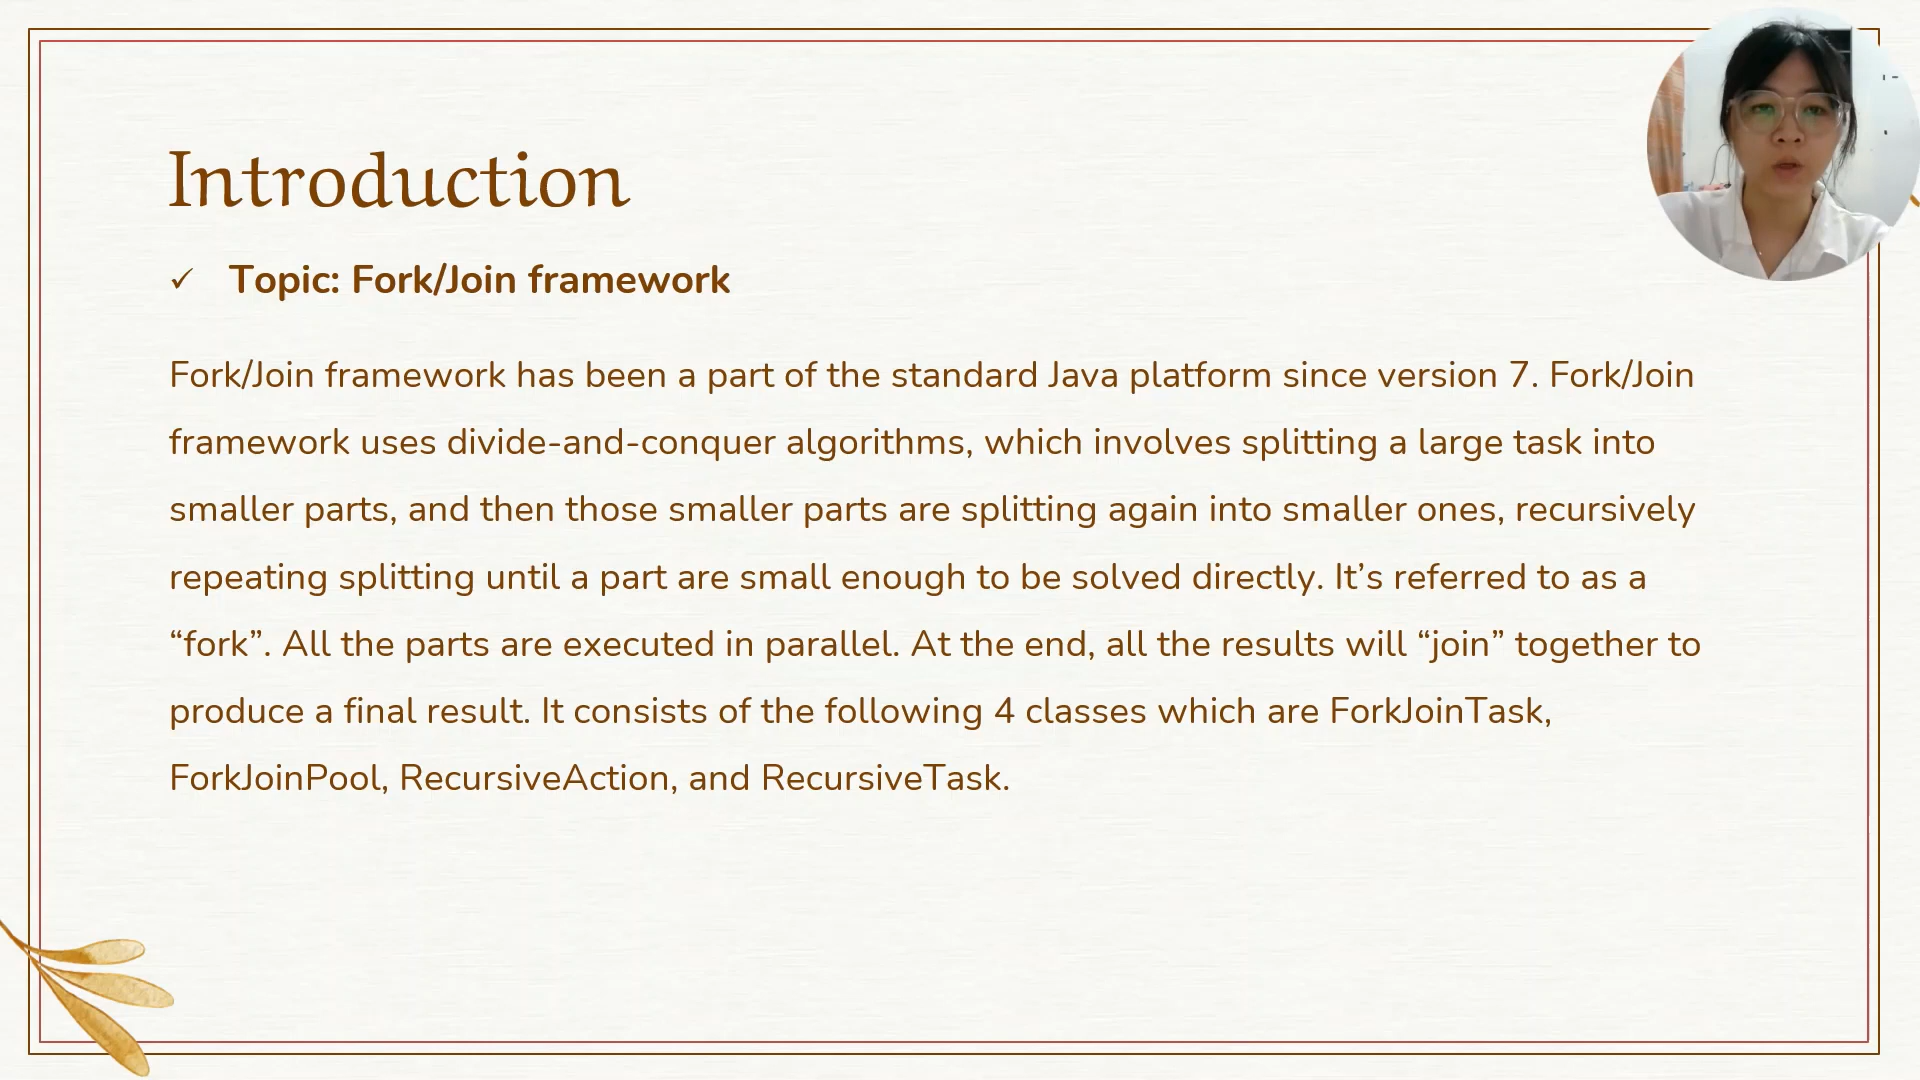 Introduction
✓ Topic: Fork/Join framework
Fork/Join framework has been a part of the standard Java platform since version 7. Fork/Join
framework uses divide-and-conquer algorithms, which involves splitting a large task into
smaller parts, and then those smaller parts are splitting again into smaller ones, recursively
repeating splitting until a part are small enough to be solved directly. It’s referred to as a
“fork”. All the parts are executed in parallel. At the end, all the results will “join” together to
produce a final result. It consists of the following 4 classes which are ForkJoinTask,
ForkJoinPool, RecursiveAction, and RecursiveTask.